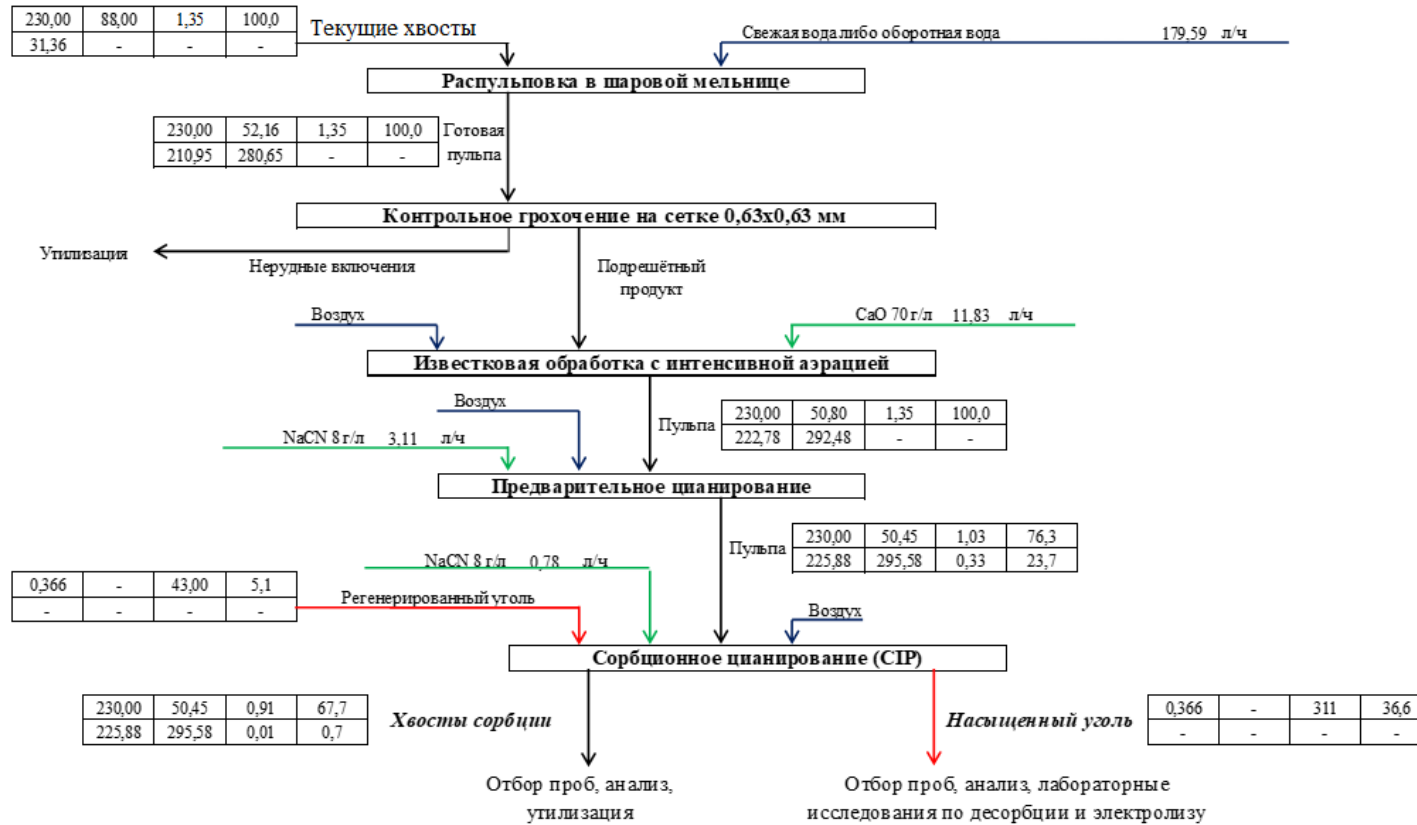 230,00 88,00 1,35 100,0
31,36 - - -
Текущие хвосты
Свежая вода либо оборотная вода 179,59 л/ч
Распульповка в шаровой мельнице
230,00 52,16 1,35 100,0
210,95 280,65 - -
Готовая
пульпа
Контрольное грохочение на сетке 0,63х0,63 мм
Утилизация
Нерудные включения
Подрешётный
продукт
Воздух
CaO 70 г/л 11,83 л/ч
Известковая обработка с интенсивной аэрацией
Воздух
Пульпа
230,00 50,80 1,35 100,0
222,78 292,48 - -
NaCN 8 г/л 3,11 л/ч
Предварительное цианирование
Пульпа
230,00 50,45 1,03 76,3
225,88 295,58 0,33 23,7
NaCN 8 г/л 0,78 л/ч
0,366 - 43,00 5,1
- - - -
Регенерированный уголь
Воздух
Сорбционное цианирование (CIP)
230,00 50,45 0,91 67,7
225,88 295,58 0,01 0,7
Хвосты сорбции
Насыщенный уголь
0,366 - 311 36,6
- - - -
Отбор проб, анализ,
утилизация
Отбор проб, анализ, лабораторные
исследования по десорбции и электролизу